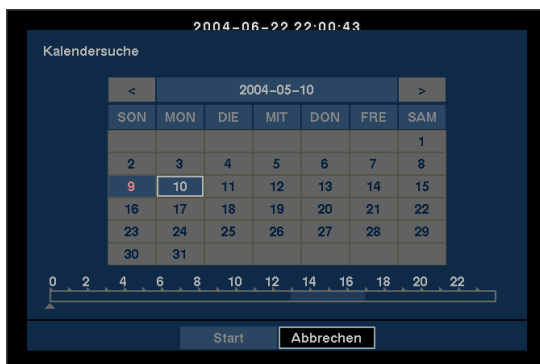 2004-06-22 22:00:43
Kalendersuche
< 2004-05-10 >
SON MON DIE MIT DON FRE SAM
1
2 3 4 5 6 7 8
9 10 11 12 13 14 15
16 17 18 19 20 21 22
23 24 25 26 27 28 29
30 31
0 2 4 6 8 10 12 14 16 18 20 22
Start Abbrechen